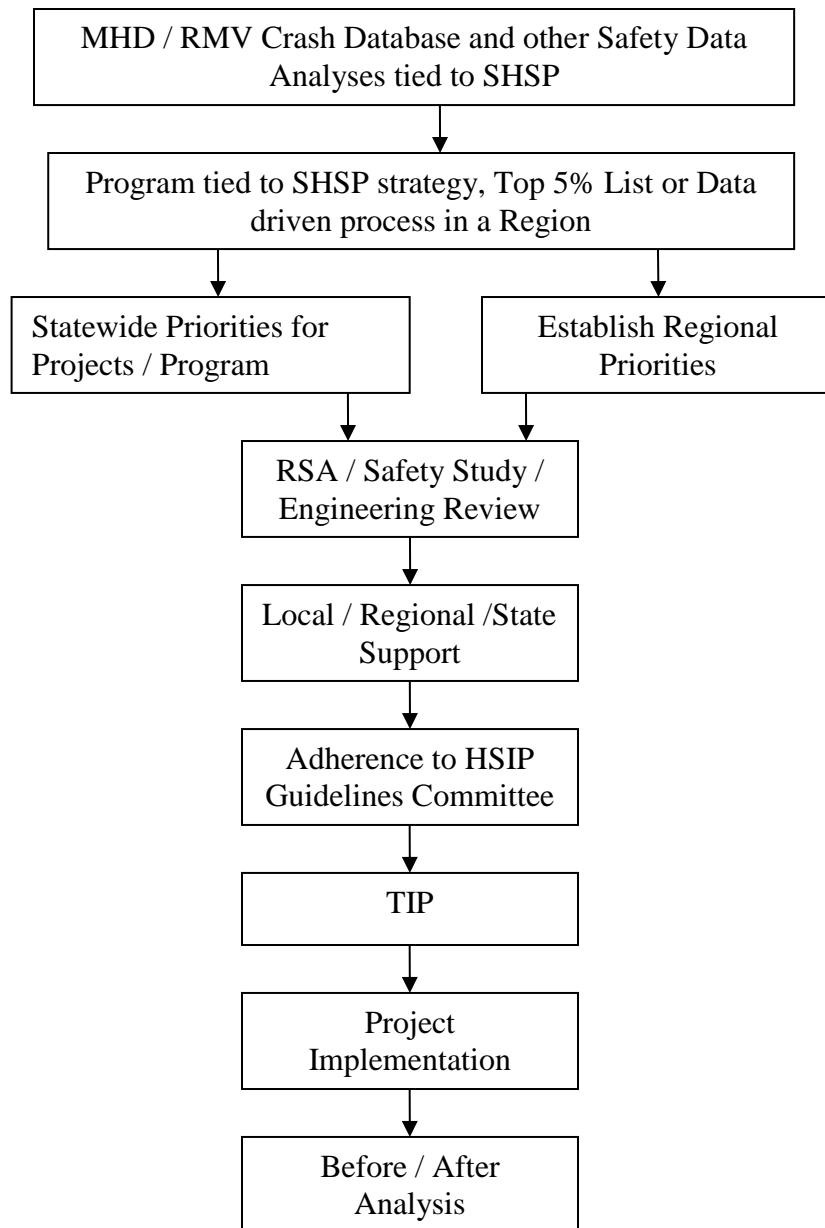 MHD / RMV Crash Database and other Safety Data
Analyses tied to SHSP
Program tied to SHSP strategy, Top 5% List or Data
driven process in a Region
Statewide Priorities for
Projects / Program
Establish Regional
Priorities
RSA / Safety Study /
Engineering Review
Local / Regional /State
Support
Adherence to HSIP
Guidelines Committee
TIP
Project
Implementation
Before / After
Analysis